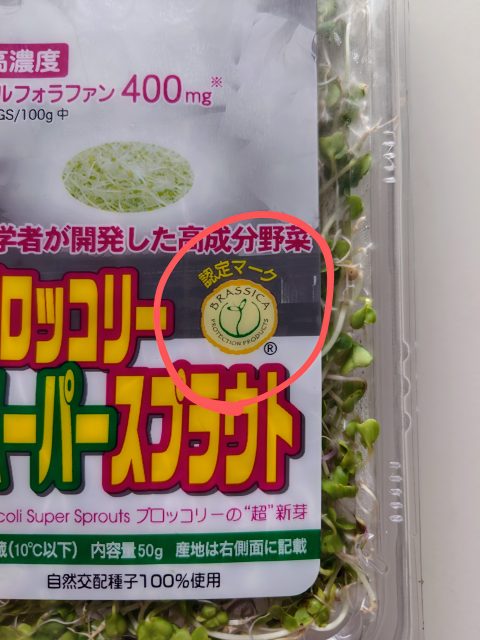 高濃度
ルフォラファン 400mg※
GS/100g 中
学者が開発した高成分野菜
認定マーク
BRASSICA
PROTECTION PRODUCTS
®
ロッコリー
ーパースプラウト
coli Super Sprouts ブロッコリーの“超”新芽
蔵(10℃以下) 内容量50g 産地は右側面に記載
自然交配種子100%使用